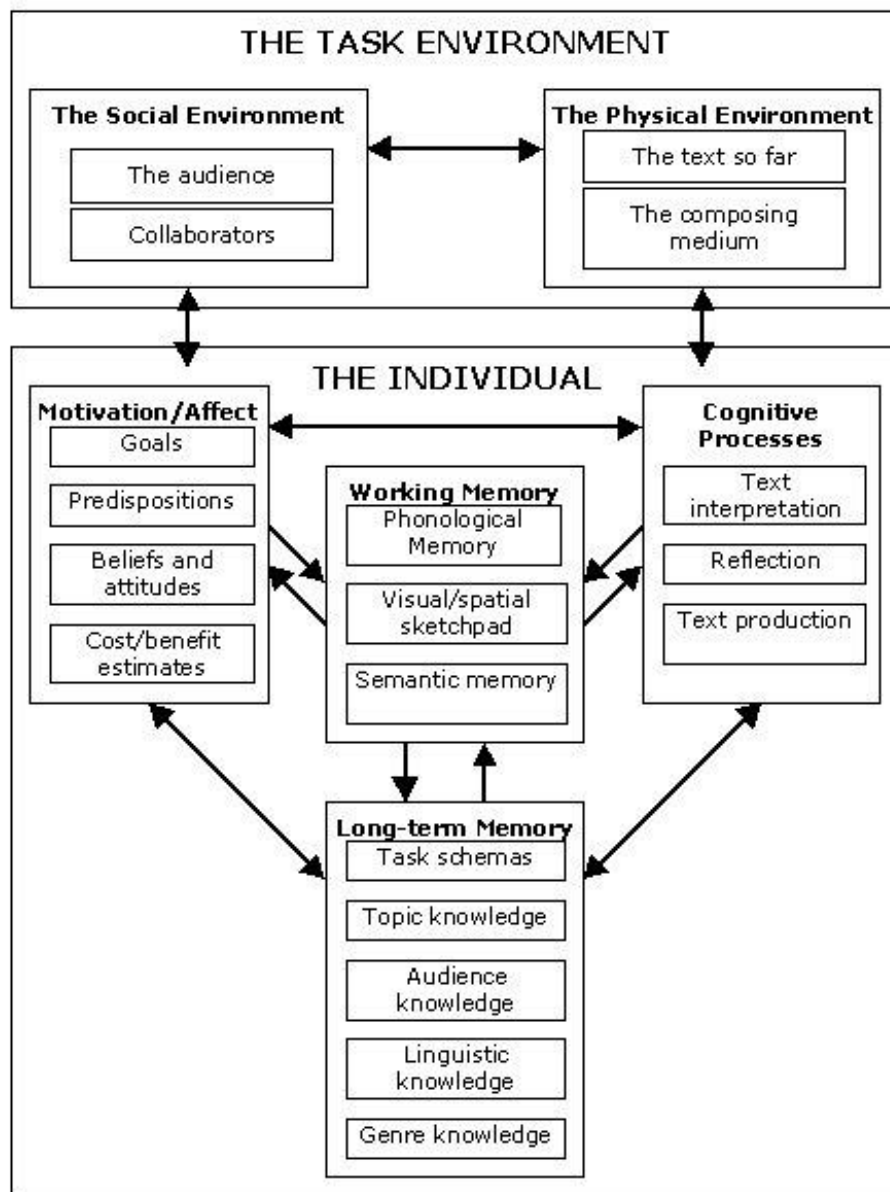 THE TASK ENVIRONMENT
The Social Environment
The audience
Collaborators
The Physical Environment
The text so far
The composing
medium
THE INDIVIDUAL
Motivation/Affect
Goals
Predispositions
Beliefs and
attitudes
Cost/benefit
estimates
Working Memory
Phonological
Memory
Visual/spatial
sketchpad
Semantic memory
Cognitive
Processes
Text
interpretation
Reflection
Text production
Long-term Memory
Task schemas
Topic knowledge
Audience
knowledge
Linguistic
knowledge
Genre knowledge